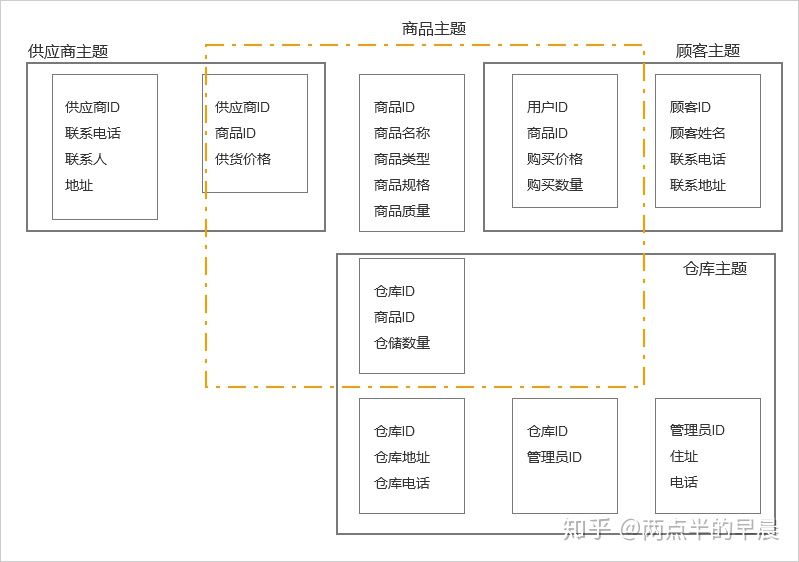 商品主题
供应商主题
顾客主题
供应商ID
联系电话
联系人
地址
供应商ID
商品ID
供货价格
商品ID
商品名称
商品类型
商品规格
商品质量
用户ID
商品ID
购买价格
购买数量
顾客ID
顾客姓名
联系电话
联系地址
仓库主题
仓库ID
商品ID
仓储数量
仓库ID
仓库地址
仓库电话
仓库ID
管理员ID
管理员ID
住址
电话
知乎 @两点半的早晨